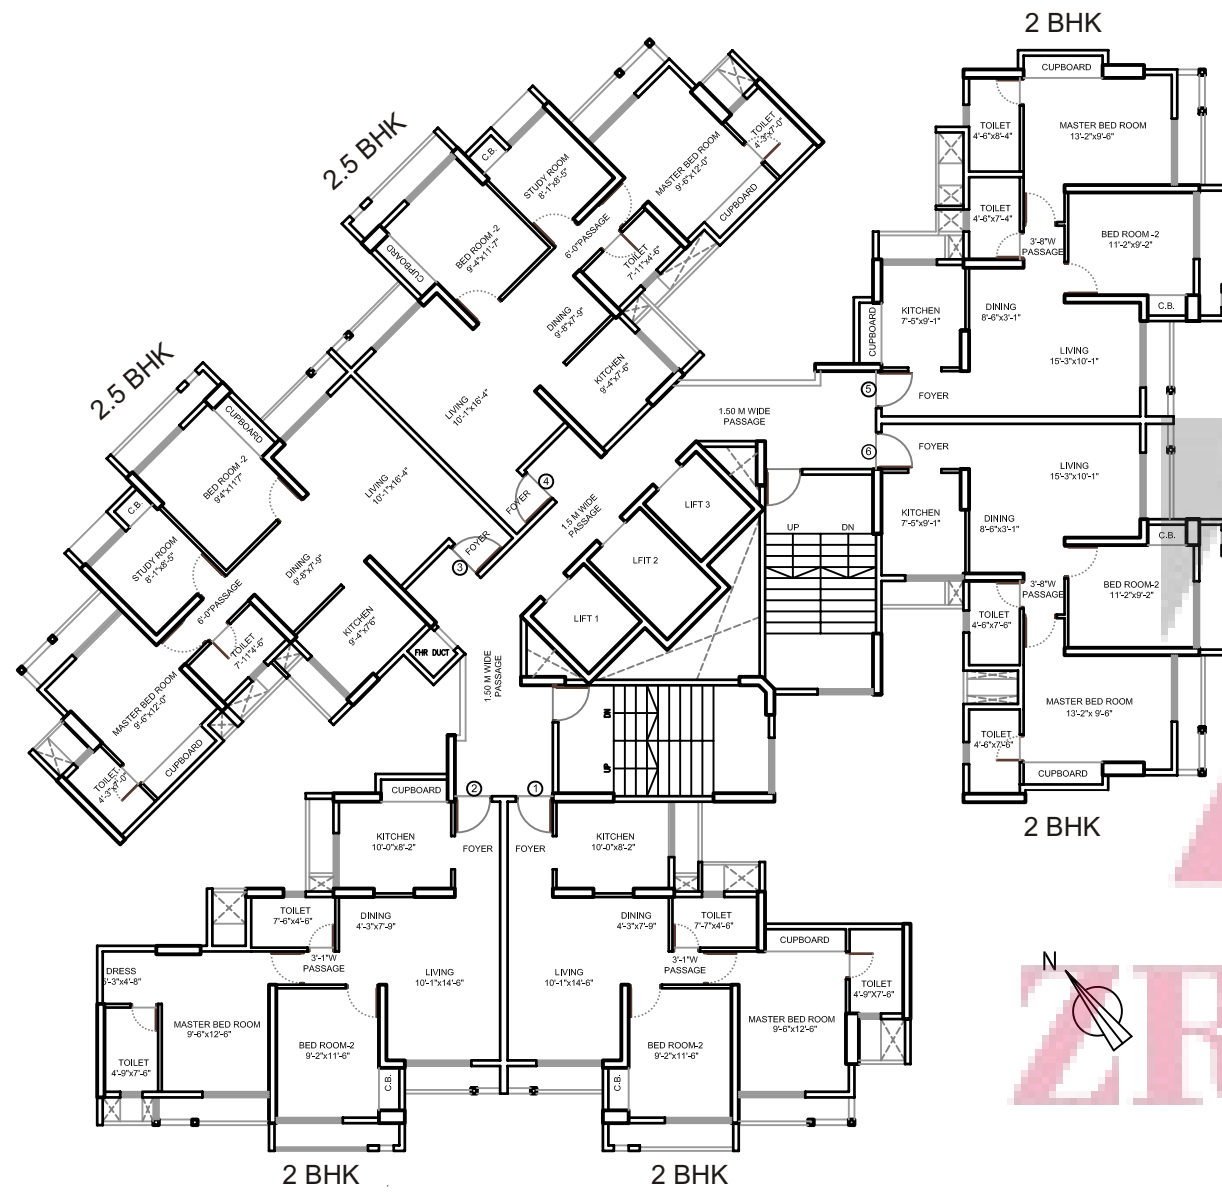 2 BHK
CUPBOARD
TOILET
4'-6"x8'-4"
MASTER BED ROOM
13'-2"x9'-6"
TOILET
4'-6"x7'-4"
3'-8"W
PASSAGE
BED ROOM-2
11'-2"x9'-2"
C.B.
KITCHEN
7'-5"x9'-1"
CUPBOARD
DINING
8'-6"x3'-1"
LIVING
15'-3"x10'-1"
FOYER
5
2.5 BHK
C.B.
STUDY ROOM
8'-1"x8'-5"
MASTER BED ROOM
9'-6"x12'-0"
TOILET
4'-3"x7'-0"
CUPBOARD
BED ROOM -2
9'-4"x11'-7"
CUPBOARD
6'-0"PASSAGE
TOILET
7'-11"x4'-6"
DINING
9'-8"x7'-9"
KITCHEN
9'-4"x7'-6"
LIVING
10'-1"x16'-4"
FOYER
4
1.50 M WIDE
PASSAGE
2.5 BHK
CUPBOARD
BED ROOM -2
9'4"x11'7"
C.B.
STUDY ROOM
8'-1"x8'-5"
LIVING
10'-1"x16'-4"
DINING
9'-8"x7'-9"
6'-0"PASSAGE
KITCHEN
9'-4"x7'6"
TOILET
7'-11"4'-6"
MASTER BED ROOM
9'-6"x12'-0"
CUPBOARD
TOILET
4'-3"x7'-0"
FOYER
3
FHR DUCT
1.5 M WIDE
PASSAGE
1.50 M WIDE
PASSAGE
LIFT 3
LFIT 2
LIFT 1
UP
DN
DN
UP
6
FOYER
LIVING
15'-3"x10'-1"
KITCHEN
7'-5"x9'-1"
DINING
8'-6"x3'-1"
C.B.
3'-8"W
PASSAGE
BED ROOM-2
11'-2"x9'-2"
TOILET
4'-6"x7'-6"
MASTER BED ROOM
13'-2"x 9'-6"
TOILET
4'-6"x7'-6"
CUPBOARD
2 BHK
CUPBOARD
2
1
KITCHEN
10'-0"x8'-2"
FOYER
FOYER
KITCHEN
10'-0"x8'-2"
TOILET
7'-6"x4'-6"
DINING
4'-3"x7'-9"
DINING
4'-3"x7'-9"
TOILET
7'-7"x4'-6"
CUPBOARD
3'-1"W
PASSAGE
3'-1"W
PASSAGE
DRESS
LIVING
10'-1"x14'-6"
LIVING
10'-1"x14'-6"
TOILET
4'-9"X7'-6"
MASTER BED ROOM
9'-6"x12'-6"
MASTER BED ROOM
9'-6"x12'-6"
BED ROOM-2
9'-2"x11'-6"
BED ROOM-2
9'-2"x11'-6"
TOILET
4'-9"x7'-6"
C.B.
C.B.
2 BHK
2 BHK
N
ZR